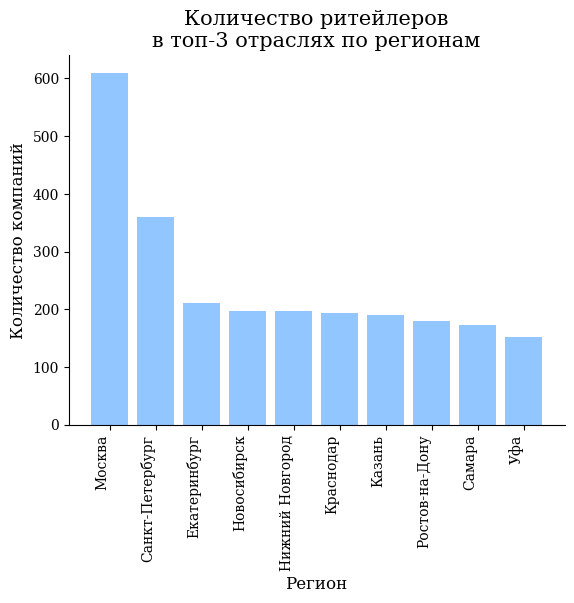 Количество ритейлеров
в топ-3 отраслях по регионам
Количество компаний
600
500
400
300
200
100
0
Москва
Санкт-Петербург
Екатеринбург
Новосибирск
Нижний Новгород
Краснодар
Казань
Ростов-на-Дону
Самара
Уфа
Регион